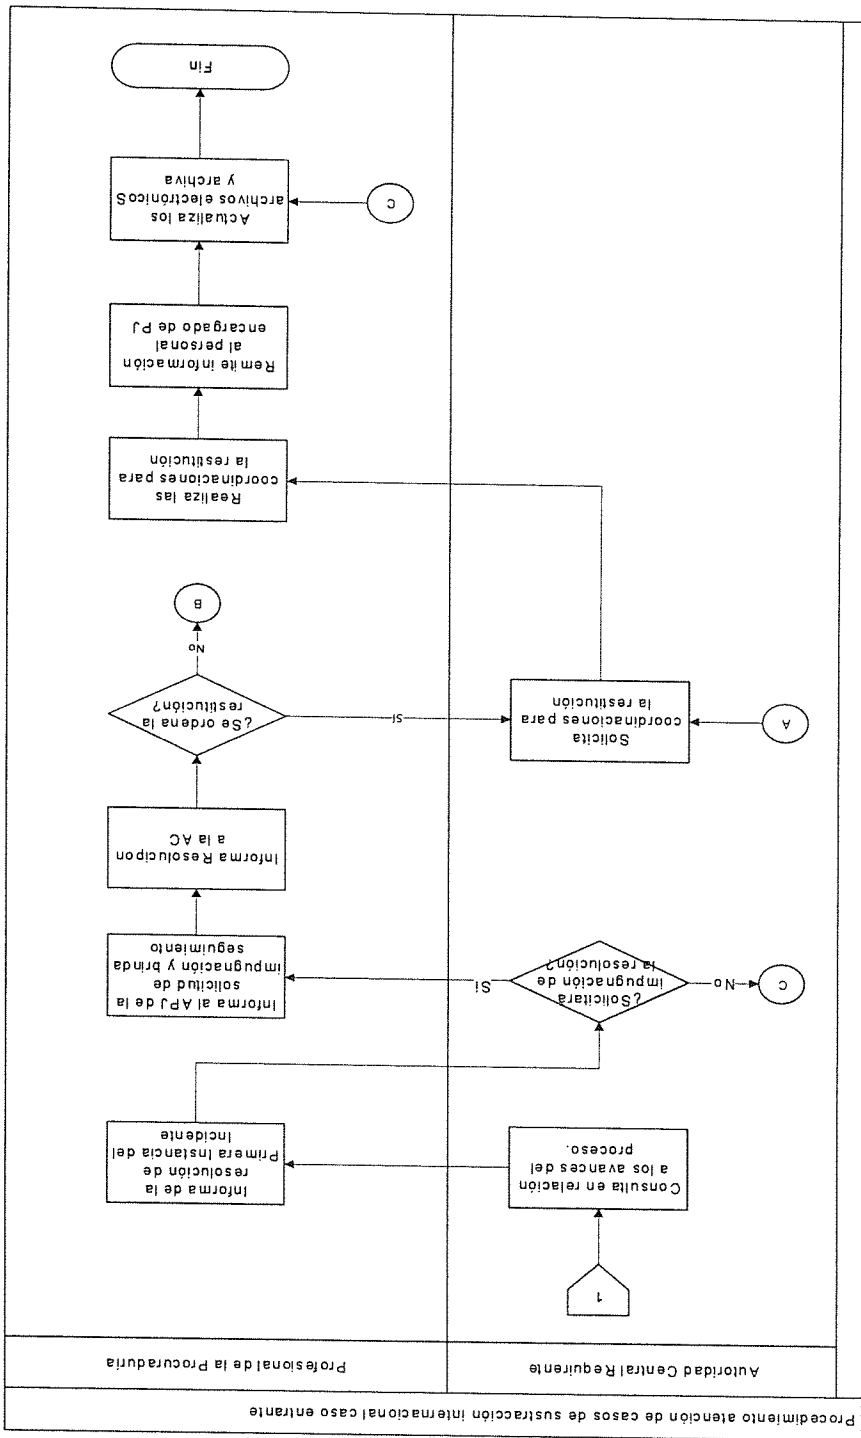 Procedimiento atención de casos de sustracción internacional caso entrante
Autoridad Central Requirente
Profesional de la Procuraduría
1
Consulta en relación
a los avances del
proceso.
Informa de la
resolución de
Primera Instancia del
Incidente
¿Solicitará
impugnación de
la resolución?
No
C
Sí
Informa al APJ de la
solicitud de
impugnación y brinda
seguimiento
Informa Resolucipon
a la AC
¿Se ordena la
restitución?
Sí
No
B
A
Solicita
coordinaciones para
la restitución
Realiza las
coordinaciones para
la restitución
Remite información
al personal
encargado de PJ
C
Actualiza los
archivos electrónicoS
y archiva
Fin